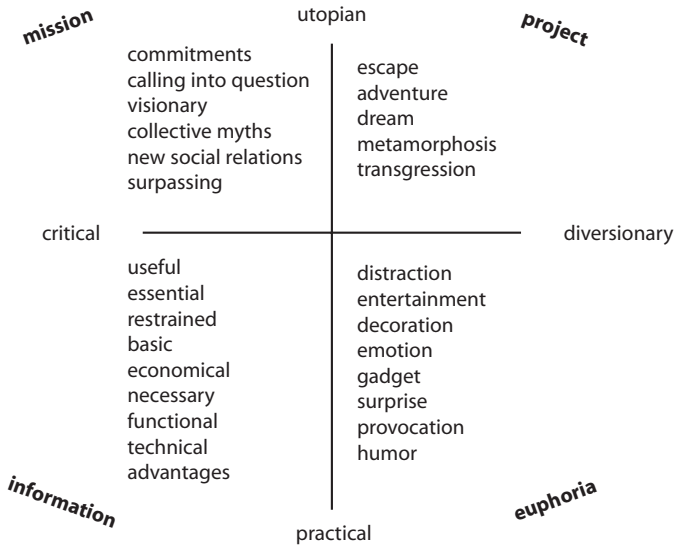 mission
utopian
project
commitments
calling into question
visionary
collective myths
new social relations
surpassing
escape
adventure
dream
metamorphosis
transgression
critical
diversionary
useful
essential
restrained
basic
economical
necessary
functional
technical
advantages
distraction
entertainment
decoration
emotion
gadget
surprise
provocation
humor
information
practical
euphoria